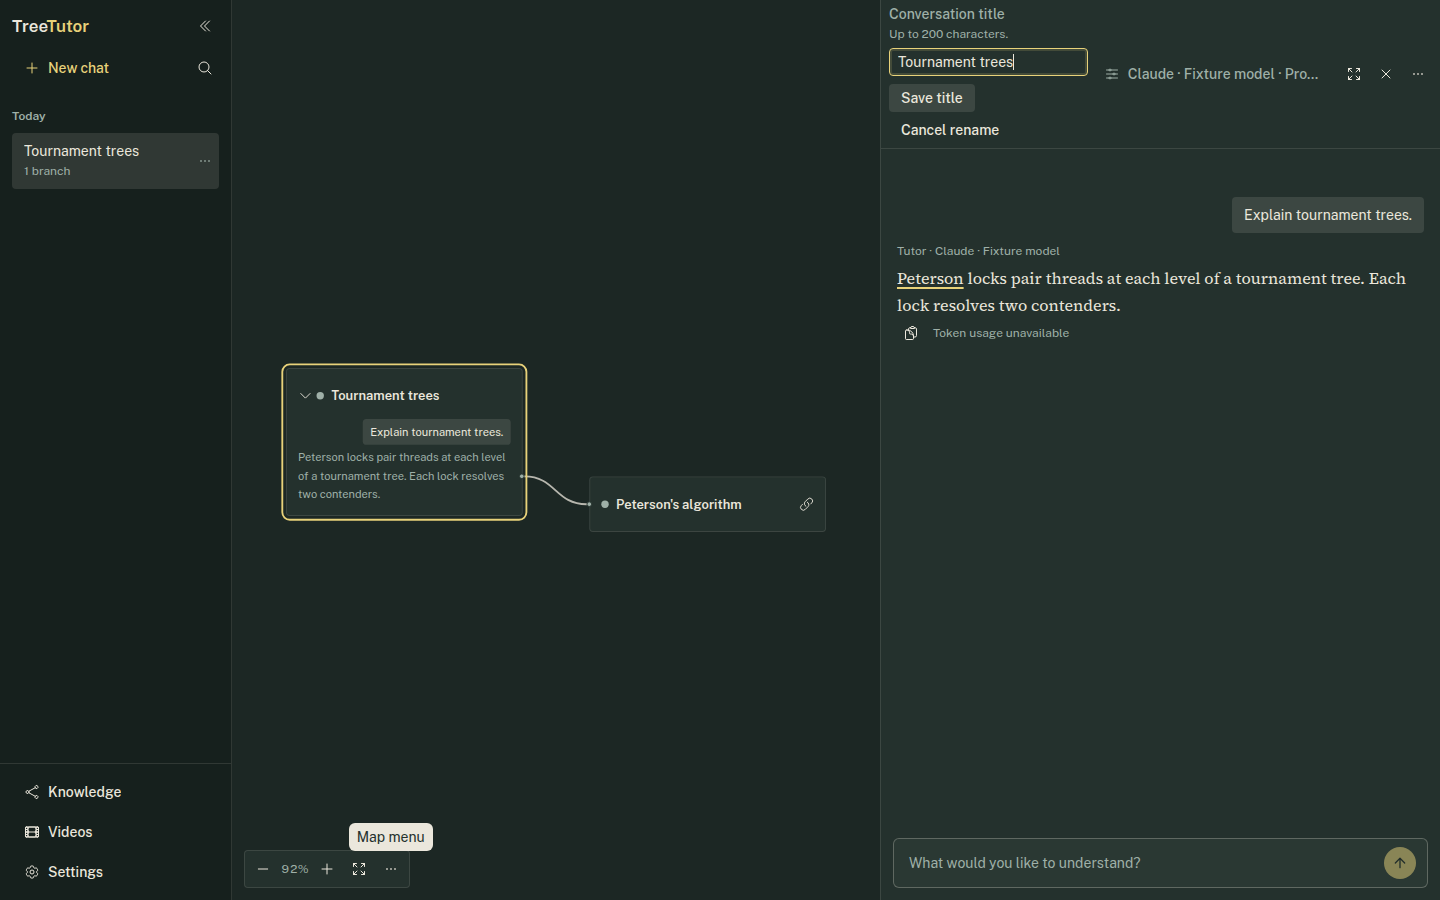 TreeTutor
New chat
Today
Tournament trees
1 branch
Knowledge
Videos
Settings
Tournament trees
Explain tournament trees.
Peterson locks pair threads at each level
of a tournament tree. Each lock resolves
two contenders.
Peterson's algorithm
Map menu
92%
Conversation title
Up to 200 characters.
Tournament trees
Save title
Cancel rename
Claude · Fixture model · Pro...
Explain tournament trees.
Tutor · Claude · Fixture model
Peterson locks pair threads at each level of a tournament tree. Each
lock resolves two contenders.
Token usage unavailable
What would you like to understand?